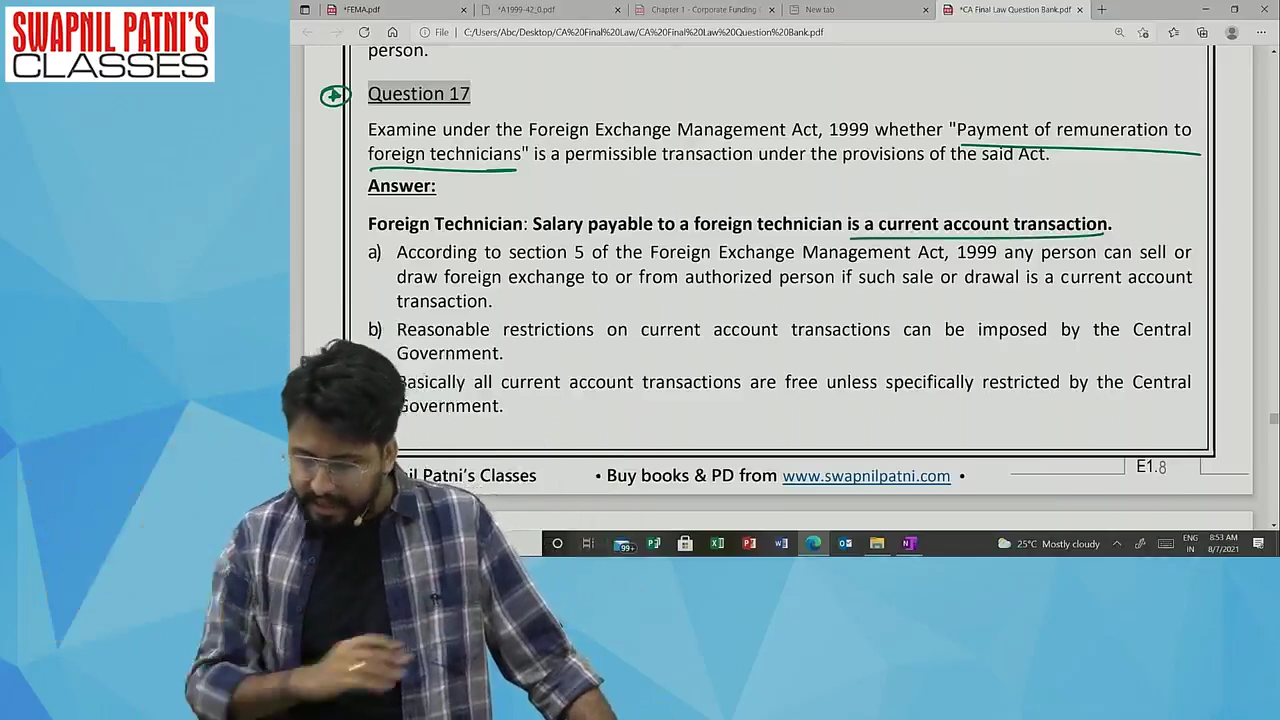 SWAPNIL PATNI'S
CLASSES
*FEMA.pdf
*A1999-42_0.pdf
Chapter 1 - Corporate Funding
New tab
*CA Final Law Question Bank.pdf
File
C:/Users/Abc/Desktop/CA%20Final%20Law/CA%20Final%20Law%20Question%20Bank.pdf
person.
Question 17
Examine under the Foreign Exchange Management Act, 1999 whether "Payment of remuneration to
foreign technicians" is a permissible transaction under the provisions of the said Act.
Answer:
Foreign Technician: Salary payable to a foreign technician is a current account transaction.
a) According to section 5 of the Foreign Exchange Management Act, 1999 any person can sell or
draw foreign exchange to or from authorized person if such sale or drawal is a current account
transaction.
b) Reasonable restrictions on current account transactions can be imposed by the Central
Government.
Basically all current account transactions are free unless specifically restricted by the Central
Government.
Patni's Classes
• Buy books & PD from www.swapnilpatni.com •
E1.8
99+
25°C Mostly cloudy
ENG
IN
8:53 AM
8/7/2021